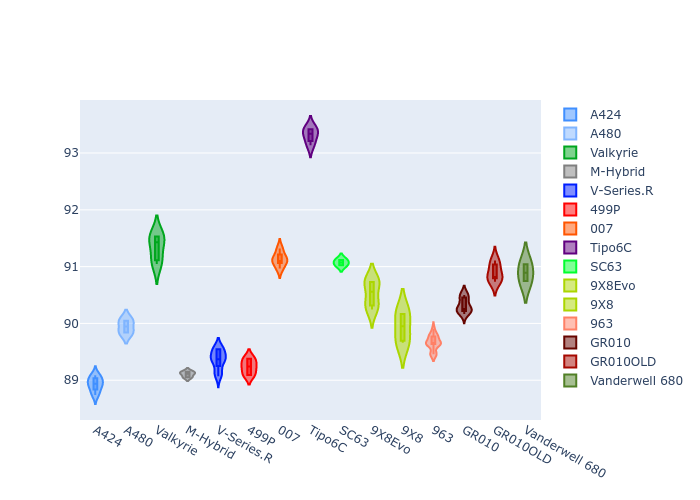 93
92
91
90
89
A424
A480
Valkyrie
M-Hybrid
V-Series.R
499P
007
Tipo6C
SC63
9X8Evo
9X8
963
GR010
GR010OLD
Vanderwell 680
A424
A480
Valkyrie
M-Hybrid
V-Series.R
499P
007
Tipo6C
SC63
9X8Evo
9X8
963
GR010
GR010OLD
Vanderwell 680